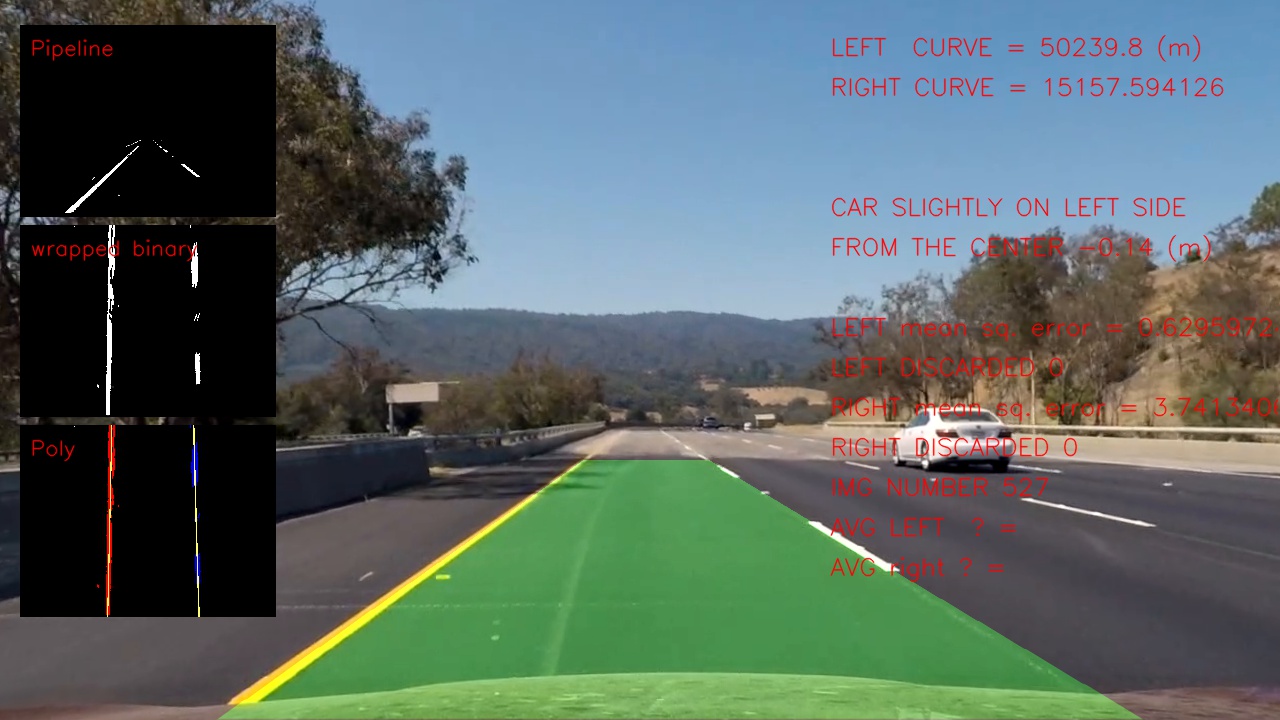 Pipeline
wrapped binary
Poly
LEFT CURVE = 50239.8 (m)
RIGHT CURVE = 15157.594126
CAR SLIGHTLY ON LEFT SIDE
FROM THE CENTER -0.14 (m)
LEFT mean sq. error = 0.6295972
LEFT DISCARDED 0
RIGHT mean sq. error = 3.7413406
RIGHT DISCARDED 0
IMG NUMBER 527
AVG LEFT ? =
AVG right ? =